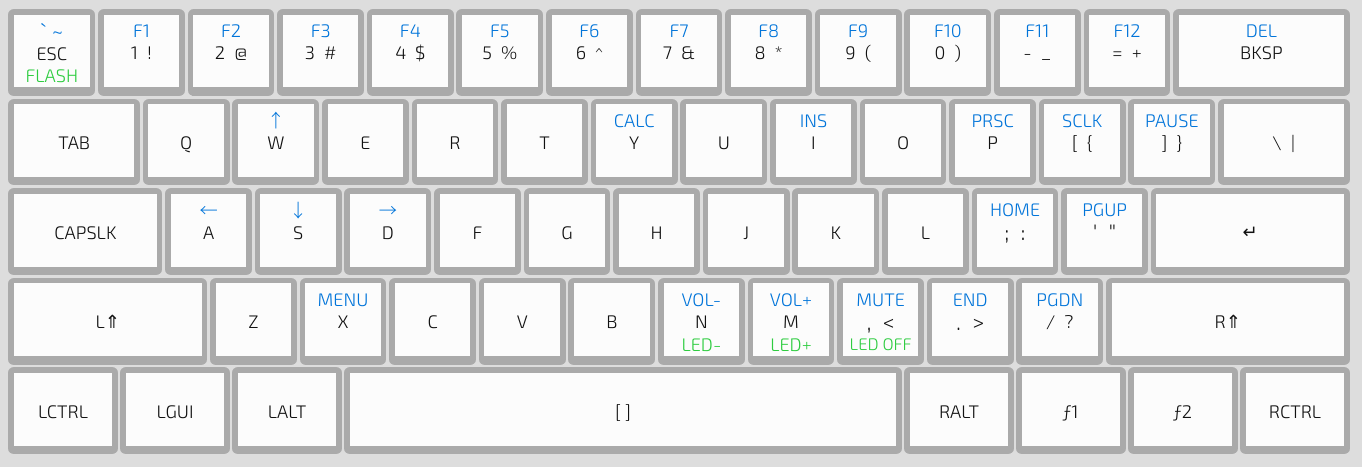 ` ~ F1 F2 F3 F4 F5 F6 F7 F8 F9 F10 F11 F12 DEL
ESC 1 ! 2 @ 3 # 4 $ 5 % 6 ^ 7 & 8 * 9 ( 0 ) - _ = + BKSP
FLASH
↑ CALC INS PRSC SCLK PAUSE
TAB Q W E R T Y U I O P [ { ] } \ |
← ↓ → HOME PGUP
CAPSLK A S D F G H J K L ; : ' " ↵
MENU VOL- VOL+ MUTE END PGDN
L⇑ Z X C V B N M , < . > / ? R⇑
LED- LED+ LED OFF
LCTRL LGUI LALT [ ] RALT ƒ1 ƒ2 RCTRL